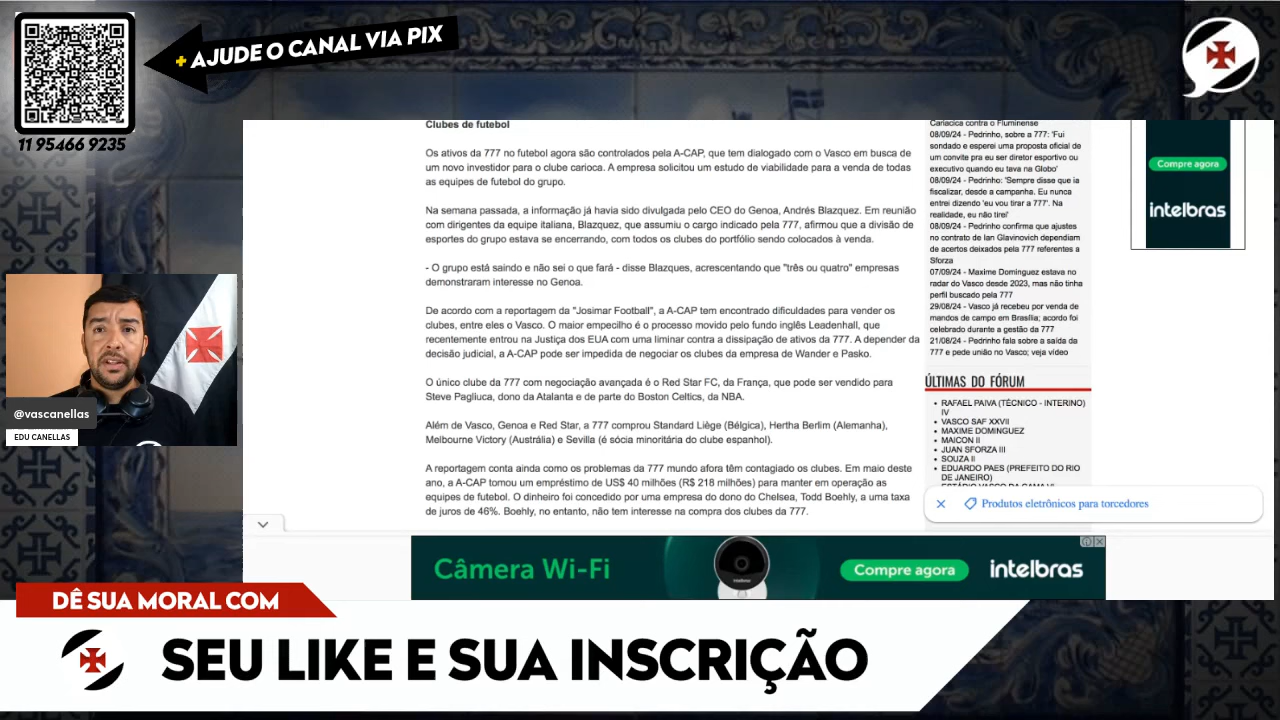 + AJUDE O CANAL VIA PIX
11 95466 9235
Clubes de futebol
Os ativos da 777 no futebol agora são controlados pela A-CAP, que tem dialogado com o Vasco em busca de
um novo investidor para o clube carioca. A empresa solicitou um estudo de viabilidade para a venda de todas
as equipes de futebol do grupo.
Na semana passada, a informação já havia sido divulgada pelo CEO do Genoa, Andrés Blazquez. Em reunião
com dirigentes da equipe italiana, Blazquez, que assumiu o cargo indicado pela 777, afirmou que a divisão de
esportes do grupo estava se encerrando, com todos os clubes do portfólio sendo colocados à venda.
- O grupo está saindo e não sei o que fará - disse Blazques, acrescentando que "três ou quatro" empresas
demonstraram interesse no Genoa.
De acordo com a reportagem da "Josimar Football", a A-CAP tem encontrado dificuldades para vender os
clubes, entre eles o Vasco. O maior empecilho é o processo movido pelo fundo inglês Leadenhall, que
recentemente entrou na Justiça dos EUA com uma liminar contra a dissipação de ativos da 777. A depender da
decisão judicial, a A-CAP pode ser impedida de negociar os clubes da empresa de Wander e Pasko.
O único clube da 777 com negociação avançada é o Red Star FC, da França, que pode ser vendido para
Steve Pagliuca, dono da Atalanta e de parte do Boston Celtics, da NBA.
Além de Vasco, Genoa e Red Star, a 777 comprou Standard Liège (Bélgica), Hertha Berlim (Alemanha),
Melbourne Victory (Austrália) e Sevilla (é sócia minoritária do clube espanhol).
A reportagem conta ainda como os problemas da 777 mundo afora têm contagiado os clubes. Em maio deste
ano, a A-CAP tomou um empréstimo de US$ 40 milhões (R$ 218 milhões) para manter em operação as
equipes de futebol. O dinheiro foi concedido por uma empresa do dono do Chelsea, Todd Boehly, a uma taxa
de juros de 46%. Boehly, no entanto, não tem interesse na compra dos clubes da 777.
Cariacica contra o Fluminense
08/09/24 - Pedrinho, sobre a 777: 'Fui
sondado e esperei uma proposta oficial de
um convite pra eu ser diretor esportivo ou
executivo quando eu tava na Globo'
08/09/24 - Pedrinho: 'Sempre disse que ia
fiscalizar, desde a campanha. Eu nunca
entrei dizendo 'eu vou tirar a 777'. Na
realidade, eu não tirei'
08/09/24 - Pedrinho confirma que ajustes
no contrato de Ian Glavinovich dependiam
de acertos deixados pela 777 referentes a
Sforza
07/09/24 - Maxime Dominguez estava no
radar do Vasco desde 2023, mas não tinha
perfil buscado pela 777
29/08/24 - Vasco já recebeu por venda de
mandos de campo em Brasília; acordo foi
celebrado durante a gestão da 777
21/08/24 - Pedrinho fala sobre a saída da
777 e pede união no Vasco; veja vídeo
ÚLTIMAS DO FÓRUM
RAFAEL PAIVA (TÉCNICO - INTERINO)
IV
VASCO SAF XXVII
MAXIME DOMINGUEZ
MAICON II
JUAN SFORZA III
SOUZA II
EDUARDO PAES (PREFEITO DO RIO
DE JANEIRO)
ESTÁDIO VASCO DA GAMA VI
Compre agora
intelbras
Produtos eletrônicos para torcedores
@vascanellas
EDU CANELLAS
Câmera Wi-Fi
Compre agora
intelbras
DÊ SUA MORAL COM
SEU LIKE E SUA INSCRIÇÃO